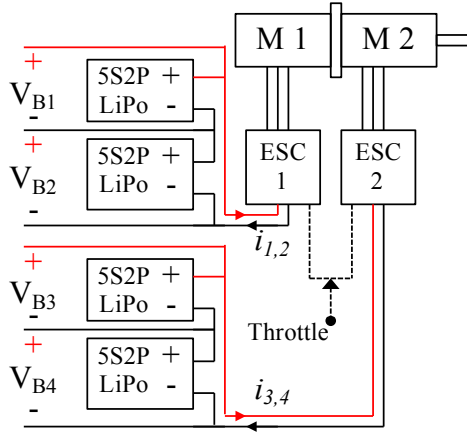 M 1 M 2
+
5S2P +
LiPo -
V_B1
-
5S2P +
LiPo -
V_B2
-
ESC
1
ESC
2
i_1,2
+
5S2P +
LiPo -
V_B3
-
Throttle
5S2P +
LiPo -
V_B4
-
i_3,4